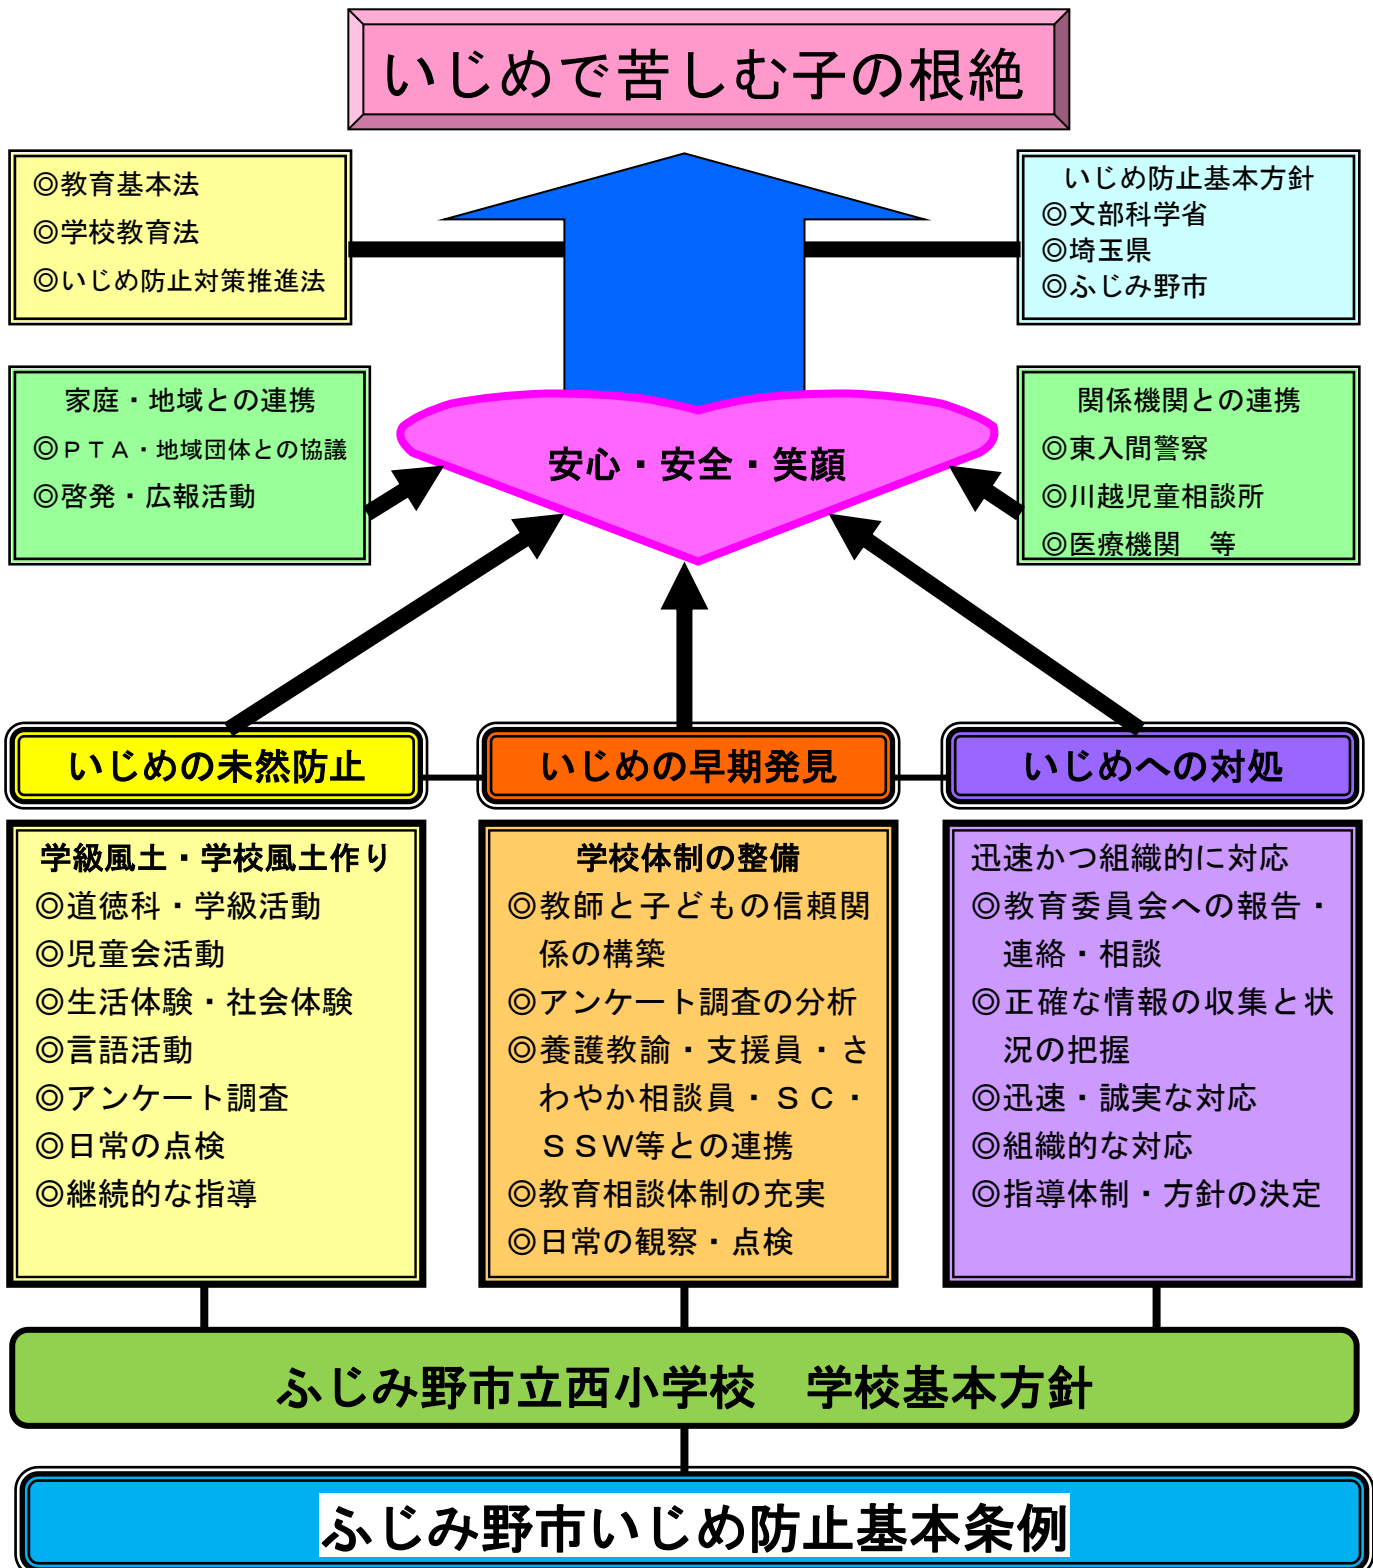 いじめで苦しむ子の根絶
◎教育基本法
◎学校教育法
◎いじめ防止対策推進法
いじめ防止基本方針
◎文部科学省
◎埼玉県
◎ふじみ野市
家庭・地域との連携
◎ＰＴＡ・地域団体との協議
◎啓発・広報活動
安心・安全・笑顔
関係機関との連携
◎東入間警察
◎川越児童相談所
◎医療機関　等
いじめの未然防止
学級風土・学校風土作り
◎道徳科・学級活動
◎児童会活動
◎生活体験・社会体験
◎言語活動
◎アンケート調査
◎日常の点検
◎継続的な指導
いじめの早期発見
学校体制の整備
◎教師と子どもの信頼関
係の構築
◎アンケート調査の分析
◎養護教諭・支援員・さ
わやか相談員・ＳＣ・
ＳＳＷ等との連携
◎教育相談体制の充実
◎日常の観察・点検
いじめへの対処
迅速かつ組織的に対応
◎教育委員会への報告・
連絡・相談
◎正確な情報の収集と状
況の把握
◎迅速・誠実な対応
◎組織的な対応
◎指導体制・方針の決定
ふじみ野市立西小学校　学校基本方針
ふじみ野市いじめ防止基本条例